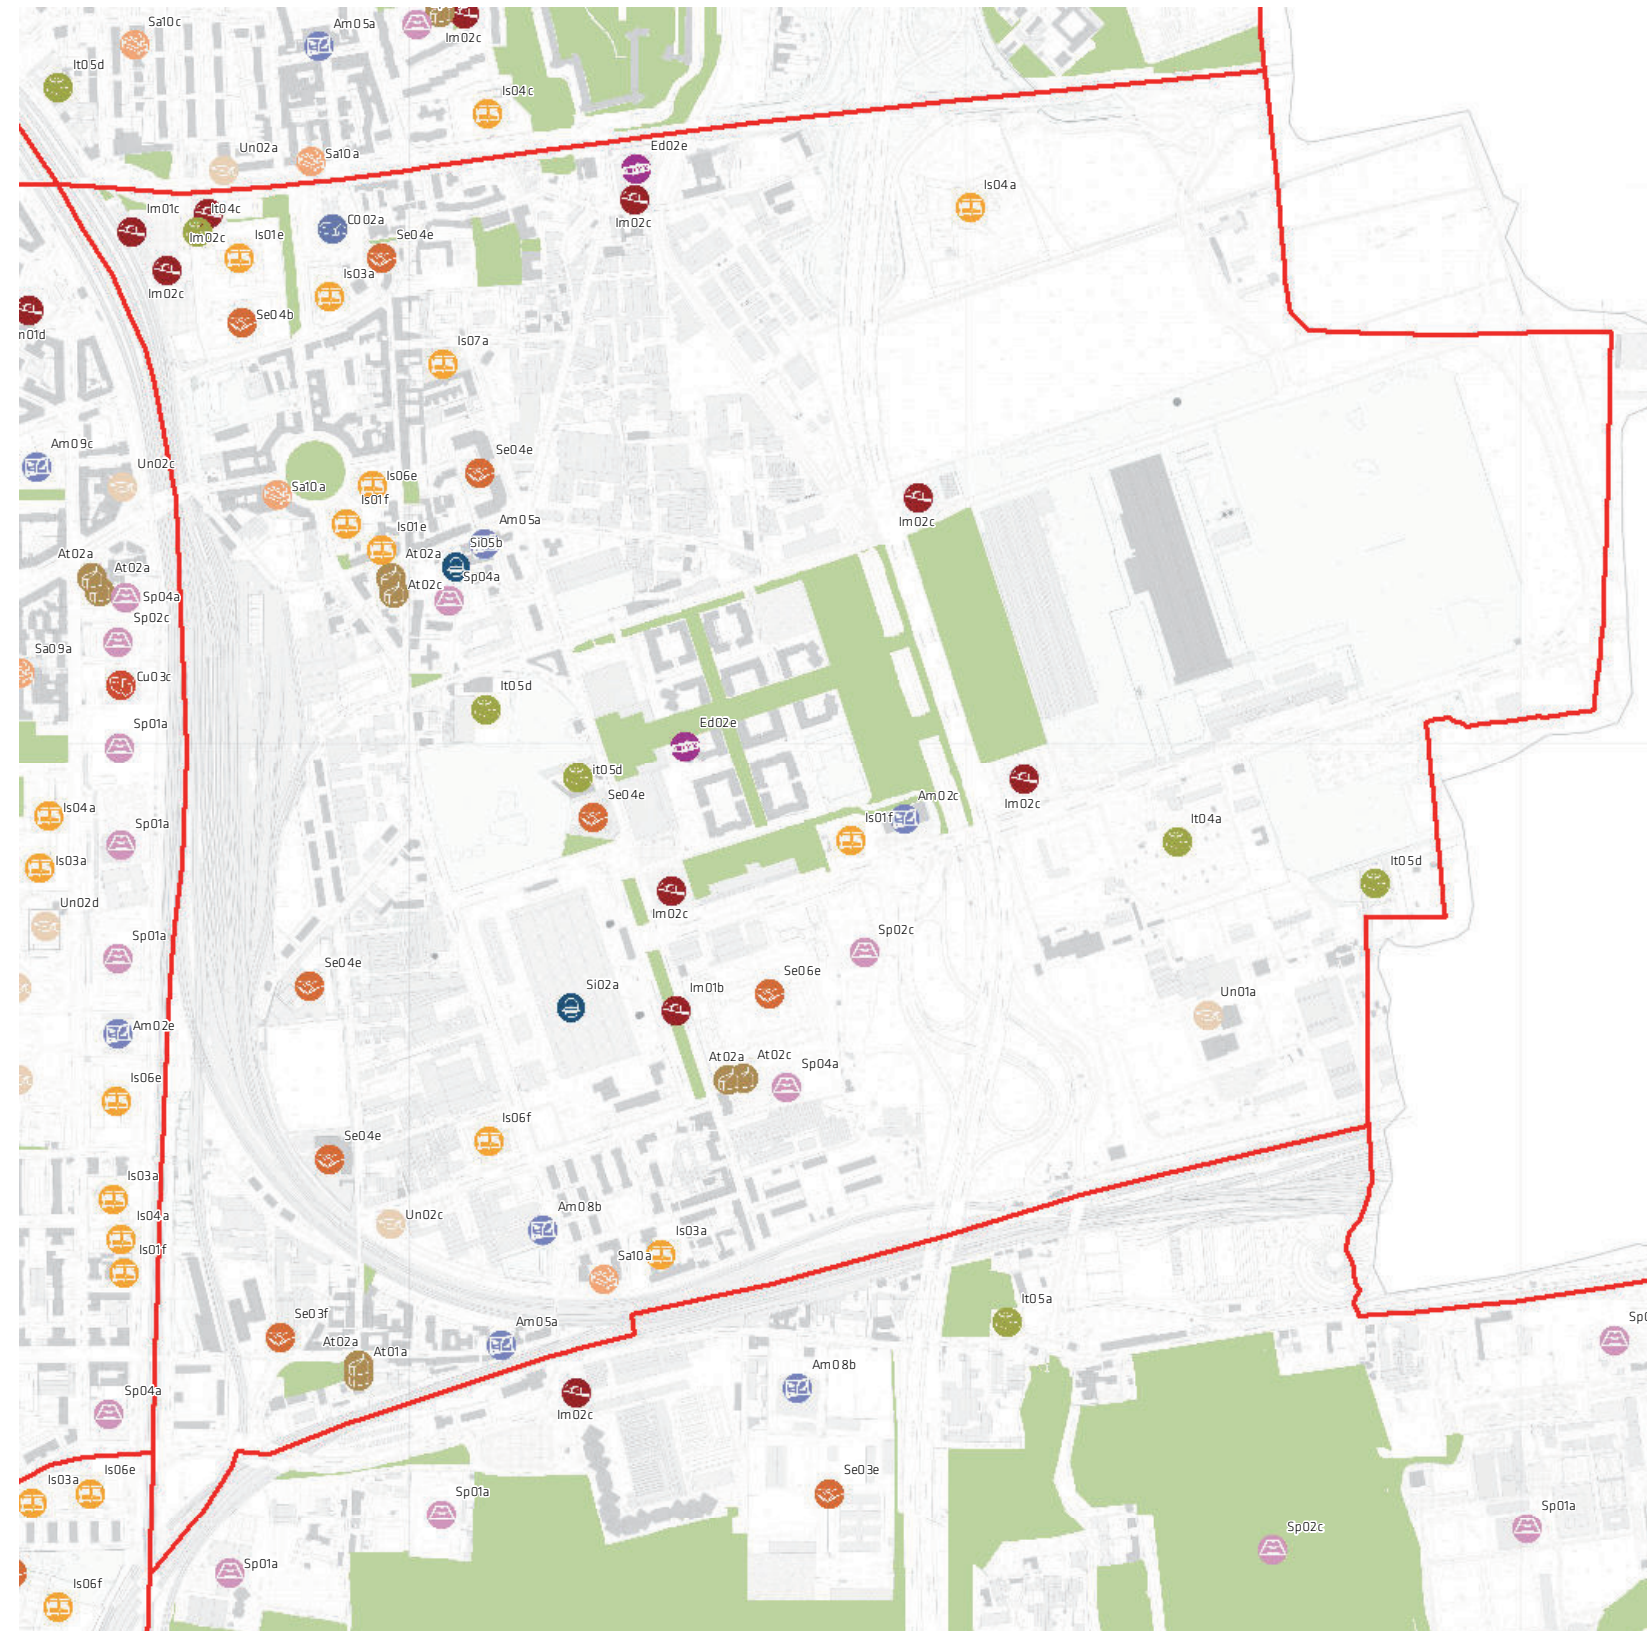 Sa10c
Am05a
Im02c
It05d
Is04c
Un02a
Sa10a
Ed02e
Im02c
Is04a
Im01c
It04c
Im02c
Is01e
C002a
Se04e
Im02c
Is03a
Se04b
n01d
Is07a
Am09c
Un02c
Sa10a
Is06e
Is01f
Se04e
Im02c
Is01e
Am05a
Si05b
At02a
At02a
At02a
At02c
Sp04a
Sp04a
Sp02c
Sa09a
Cu03c
It05d
Sp01a
Ed02e
it05d
Se04e
Im02c
Am02c
Is01f
Is04a
Sp01a
It04a
Is03a
It05d
Un02d
Im02c
Sp01a
Sp02c
Se04e
Se06e
Si02a
Im01b
Un01a
Am02e
At02a
At02c
Sp04a
Is06e
Is06f
Se04e
Is03a
Is04a
Un02c
Am08b
Is03a
Is01f
Sa10a
Se03f
Am05a
It05a
Sp0
At02a
At01a
Am08b
Sp04a
Im02c
Is03a
Is06e
Sp01a
Se03e
Sp01a
Sp02c
Sp01a
Is06f